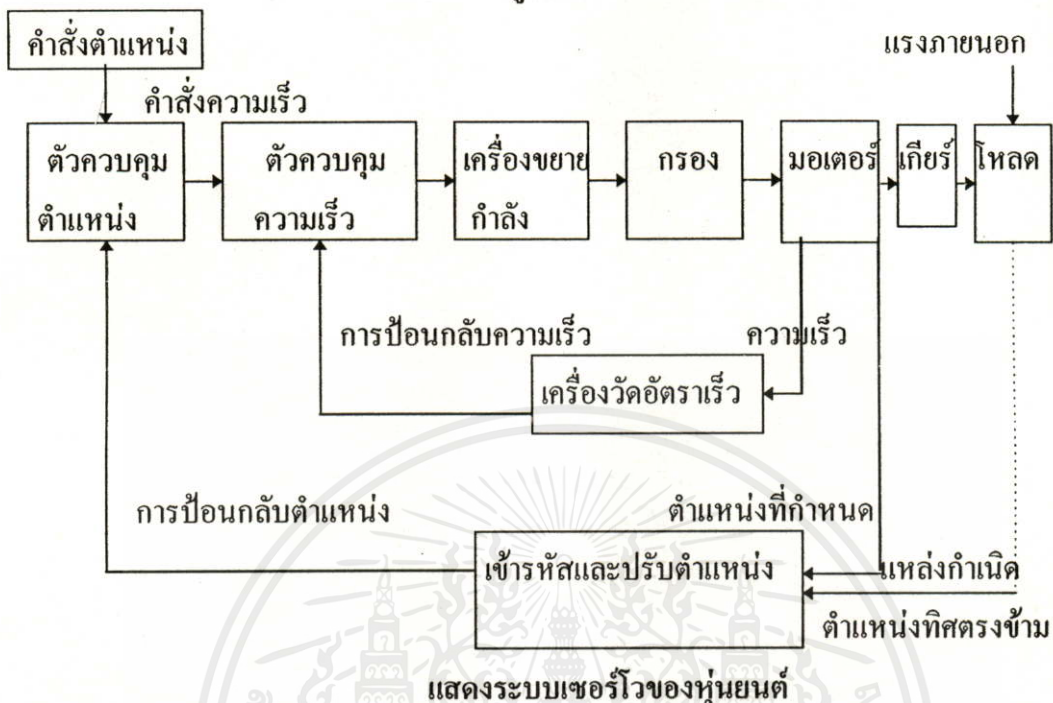 คำสั่งตำแหน่ง
แรงภายนอก
คำสั่งความเร็ว
ตัวควบคุม
ตำแหน่ง
ตัวควบคุม
ความเร็ว
เครื่องขยาย
กำลัง
กรอง
มอเตอร์
เกียร์
โหลด
การป้อนกลับความเร็ว
ความเร็ว
เครื่องวัดอัตราเร็ว
การป้อนกลับตำแหน่ง
ตำแหน่งที่กำหนด
เข้ารหัสและปรับตำแหน่ง
แหล่งกำเนิด
ตำแหน่งทิศตรงข้าม
แสดงระบบเซอร์โวของหุ่นยนต์